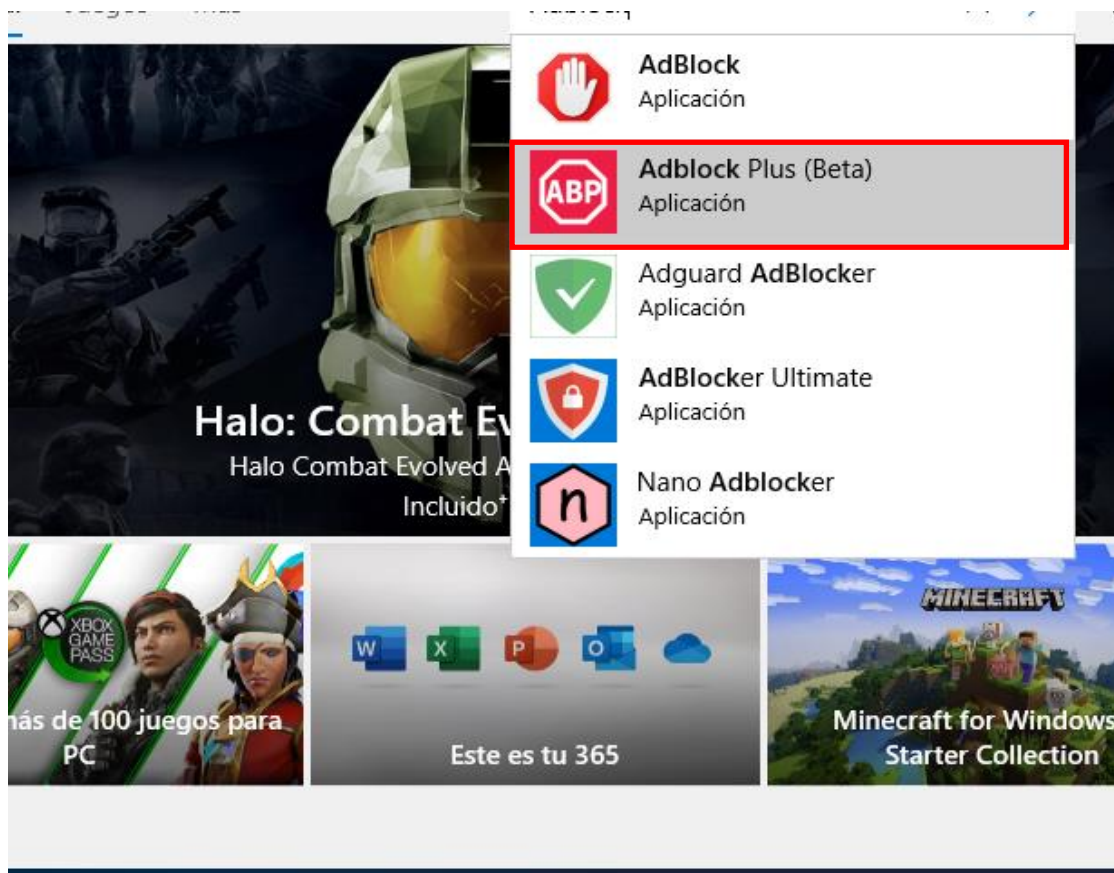 Juegos Más
AdBlock
Aplicación
ABP
Adblock Plus (Beta)
Aplicación
Adguard AdBlocker
Aplicación
AdBlocker Ultimate
Aplicación
n
Nano Adblocker
Aplicación
Halo: Combat Ev
Halo Combat Evolved A
Incluido+
XBOX
GAME
PASS
más de 100 juegos para
PC
W X P O
Este es tu 365
MINECRAFT
Minecraft for Windows
Starter Collection